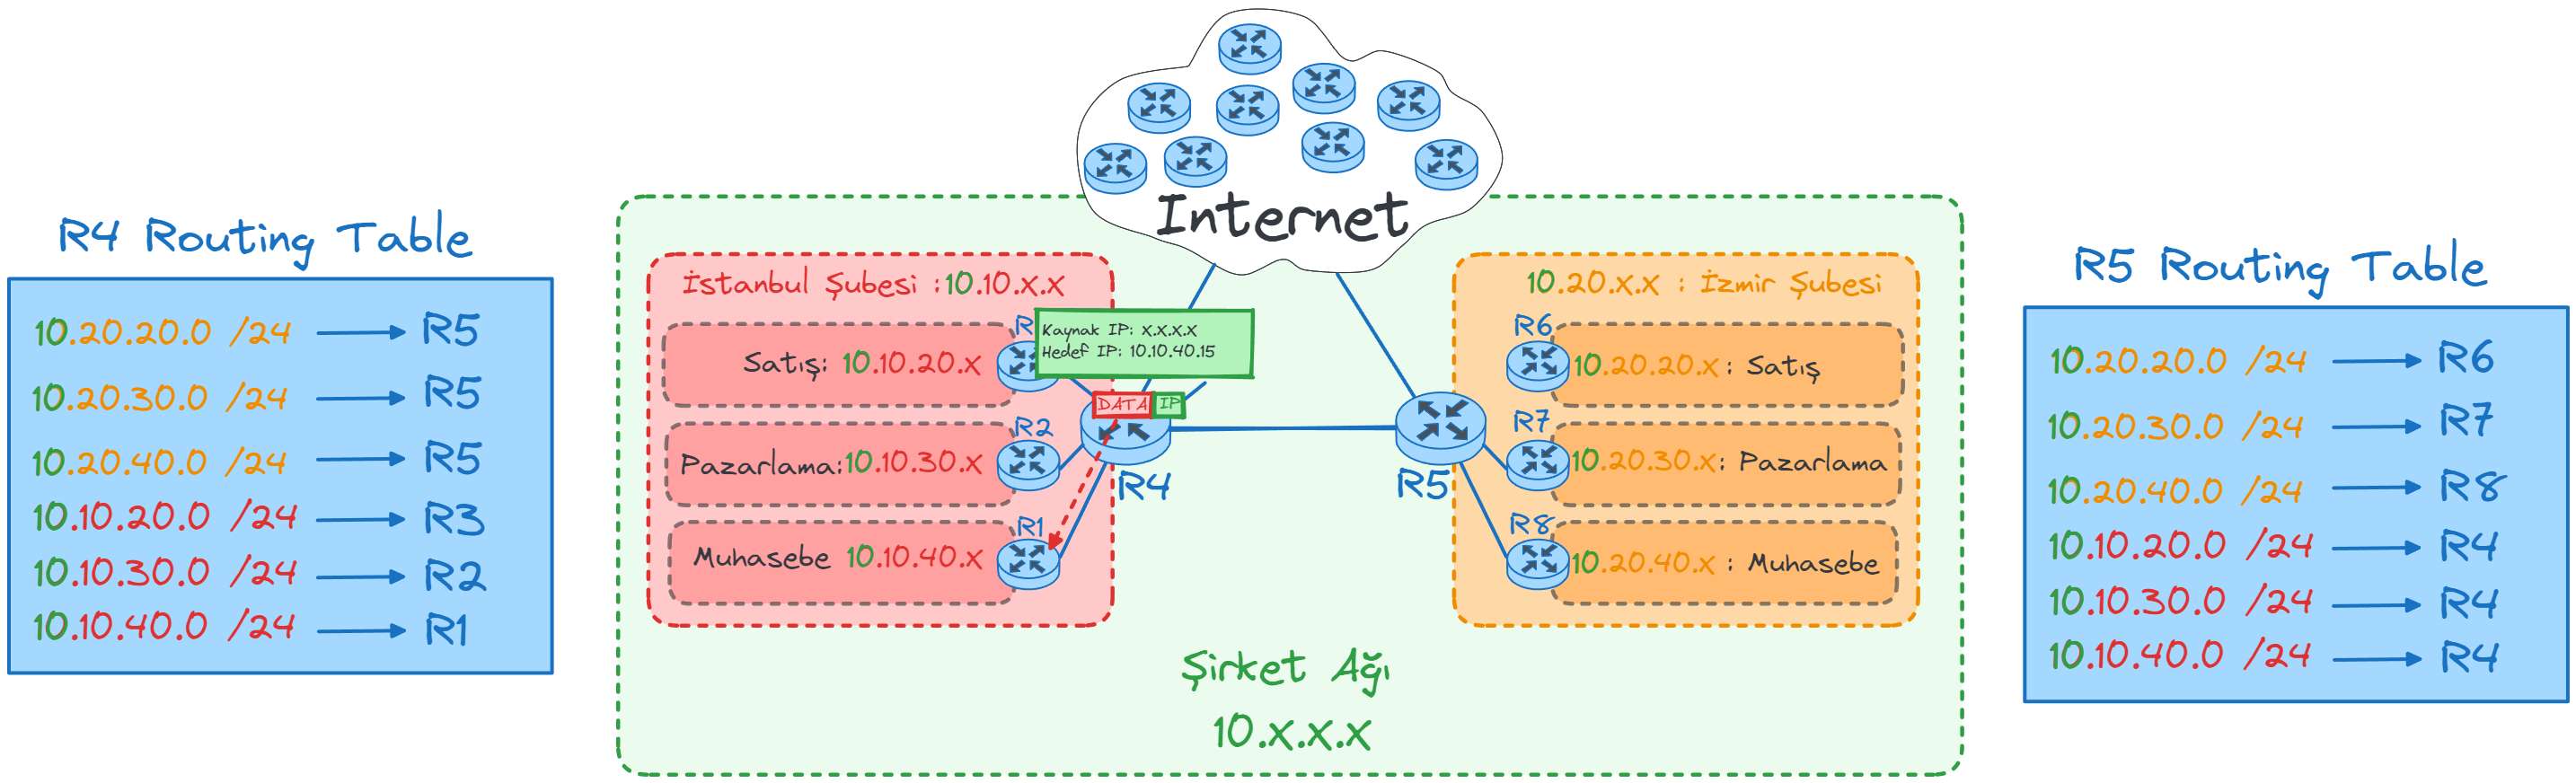 Internet
R4 Routing Table
10.20.20.0 /24 R5
10.20.30.0 /24 R5
10.20.40.0 /24 R5
10.10.20.0 /24 R3
10.10.30.0 /24 R2
10.10.40.0 /24 R1
İstanbul Şubesi :10.10.x.x
R
Satış: 10.10.20.x
R2
Pazarlama:10.10.30.x
R1
Muhasebe 10.10.40.x
Kaynak IP: x.x.x.x
Hedef IP: 10.10.40.15
DATA IP
R4
R5
10.20.x.x : İzmir Şubesi
R6
10.20.20.x : Satış
R7
10.20.30.x: Pazarlama
R8
10.20.40.x : Muhasebe
Şirket Ağı
10.x.x.x
R5 Routing Table
10.20.20.0 /24 R6
10.20.30.0 /24 R7
10.20.40.0 /24 R8
10.10.20.0 /24 R4
10.10.30.0 /24 R4
10.10.40.0 /24 R4